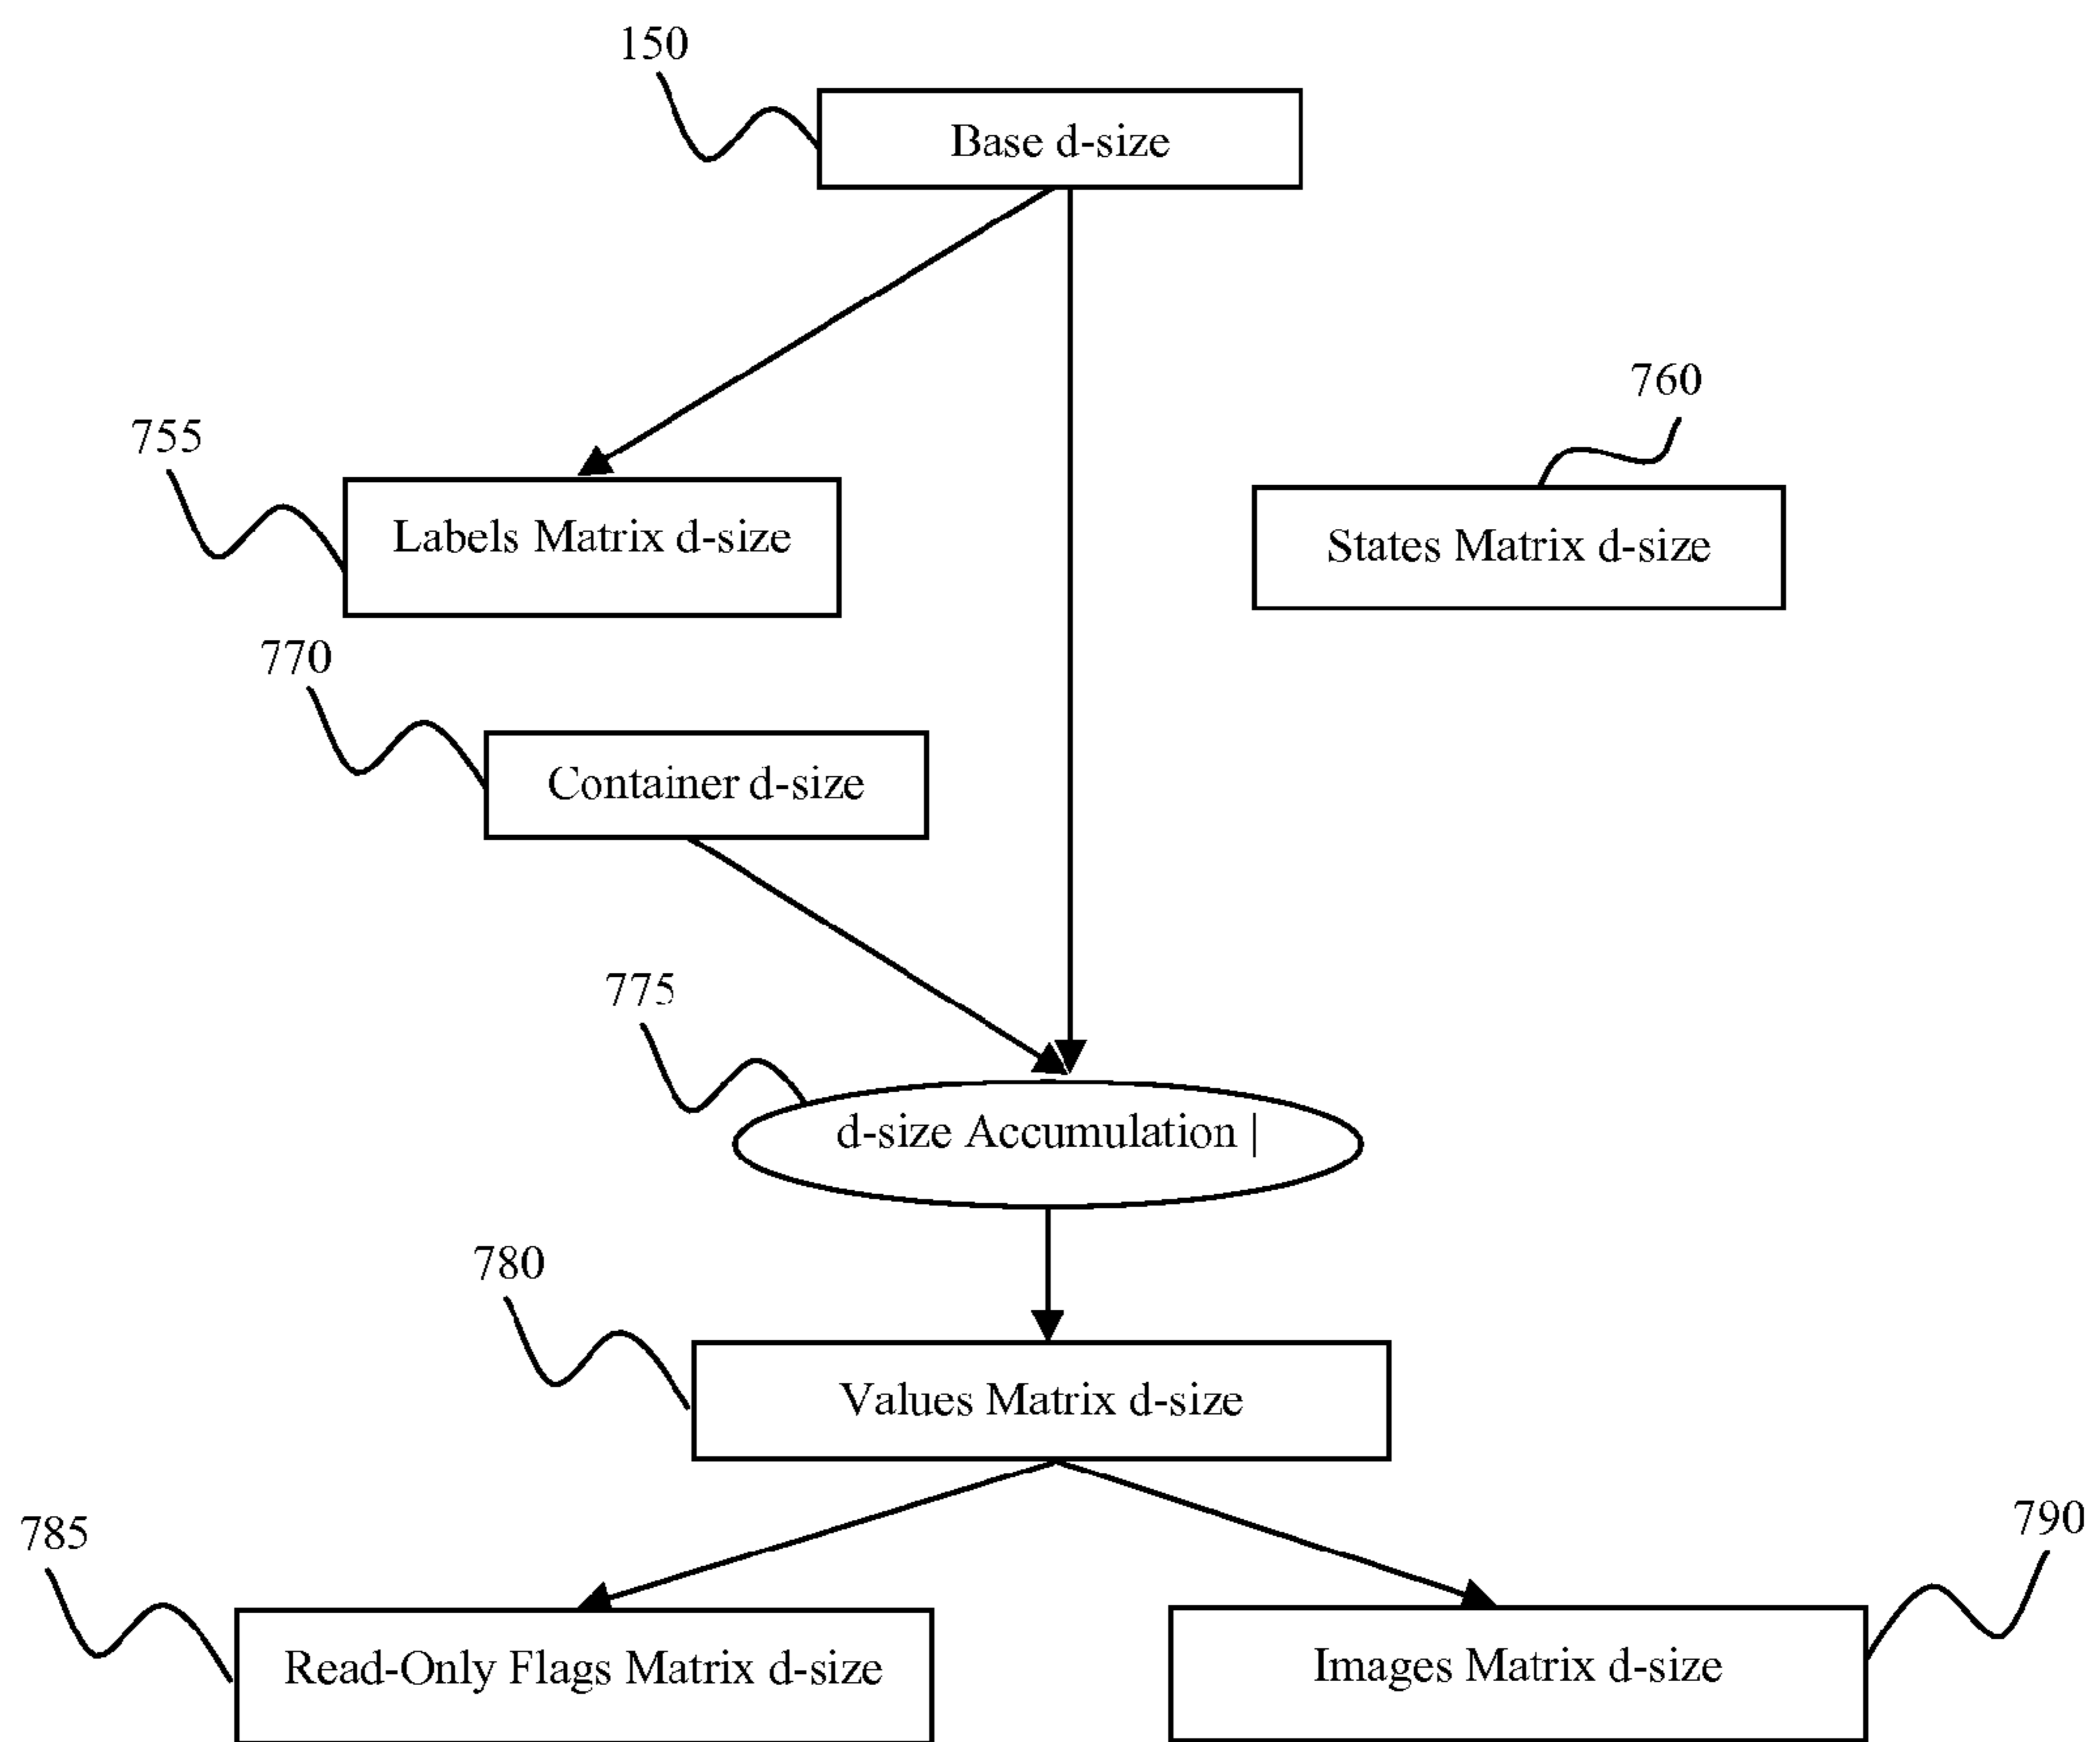 150
Base d-size
760
755
Labels Matrix d-size
States Matrix d-size
770
Container d-size
775
d-size Accumulation |
780
Values Matrix d-size
785
790
Read-Only Flags Matrix d-size
Images Matrix d-size